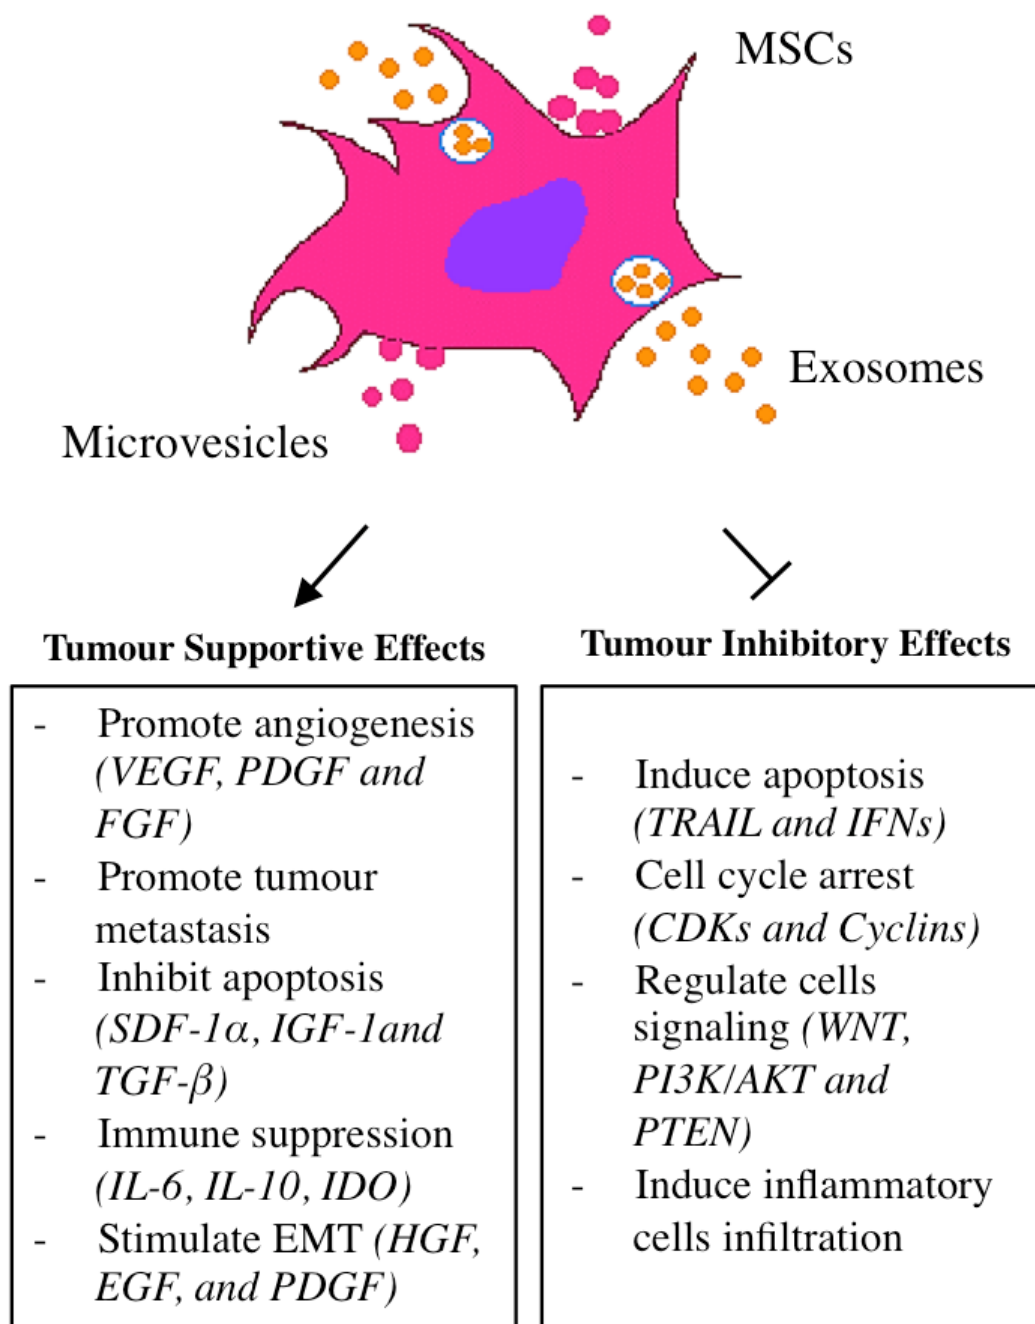 MSCs
Exosomes
Microvesicles
Tumour Supportive Effects
- Promote angiogenesis
(VEGF, PDGF and
FGF)
- Promote tumour
metastasis
- Inhibit apoptosis
(SDF-1α, IGF-1and
TGF-β)
- Immune suppression
(IL-6, IL-10, IDO)
- Stimulate EMT (HGF,
EGF, and PDGF)
Tumour Inhibitory Effects
- Induce apoptosis
(TRAIL and IFNs)
- Cell cycle arrest
(CDKs and Cyclins)
- Regulate cells
signaling (WNT,
PI3K/AKT and
PTEN)
- Induce inflammatory
cells infiltration